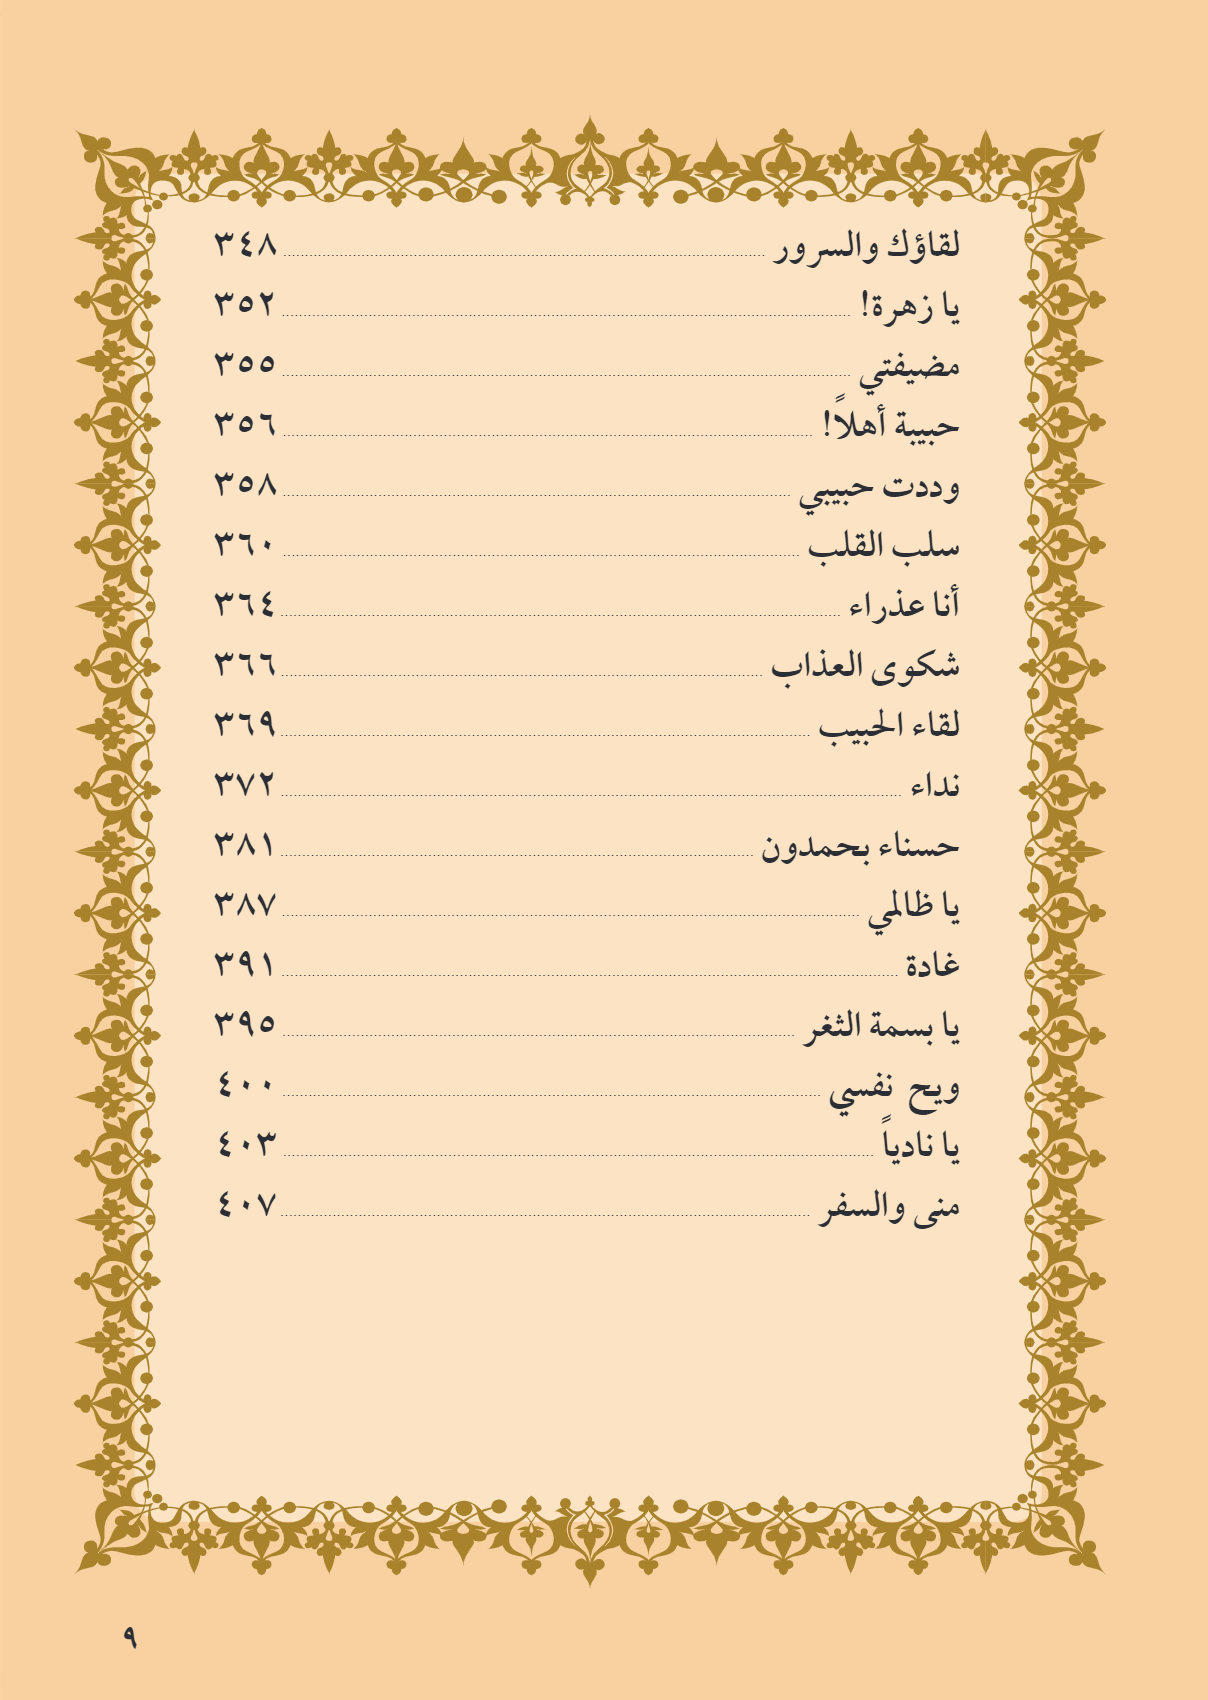 لقاؤك والسرور ٣٤٨
يا زهرة! ٣٥٢
مضيفتي ٣٥٥
حبيبة أهلاً! ٣٥٦
وددت حبيبي ٣٥٨
سلب القلب ٣٦٠
أنا عذراء ٣٦٤
شكوى العذاب ٣٦٦
لقاء الحبيب ٣٦٩
نداء ٣٧٢
حسناء بحمدون ٣٨١
يا ظالمي ٣٨٧
غادة ٣٩١
يا بسمة الثغر ٣٩٥
ويح نفسي ٤٠٠
يا نادياً ٤٠٣
منى والسفر ٤٠٧
٩